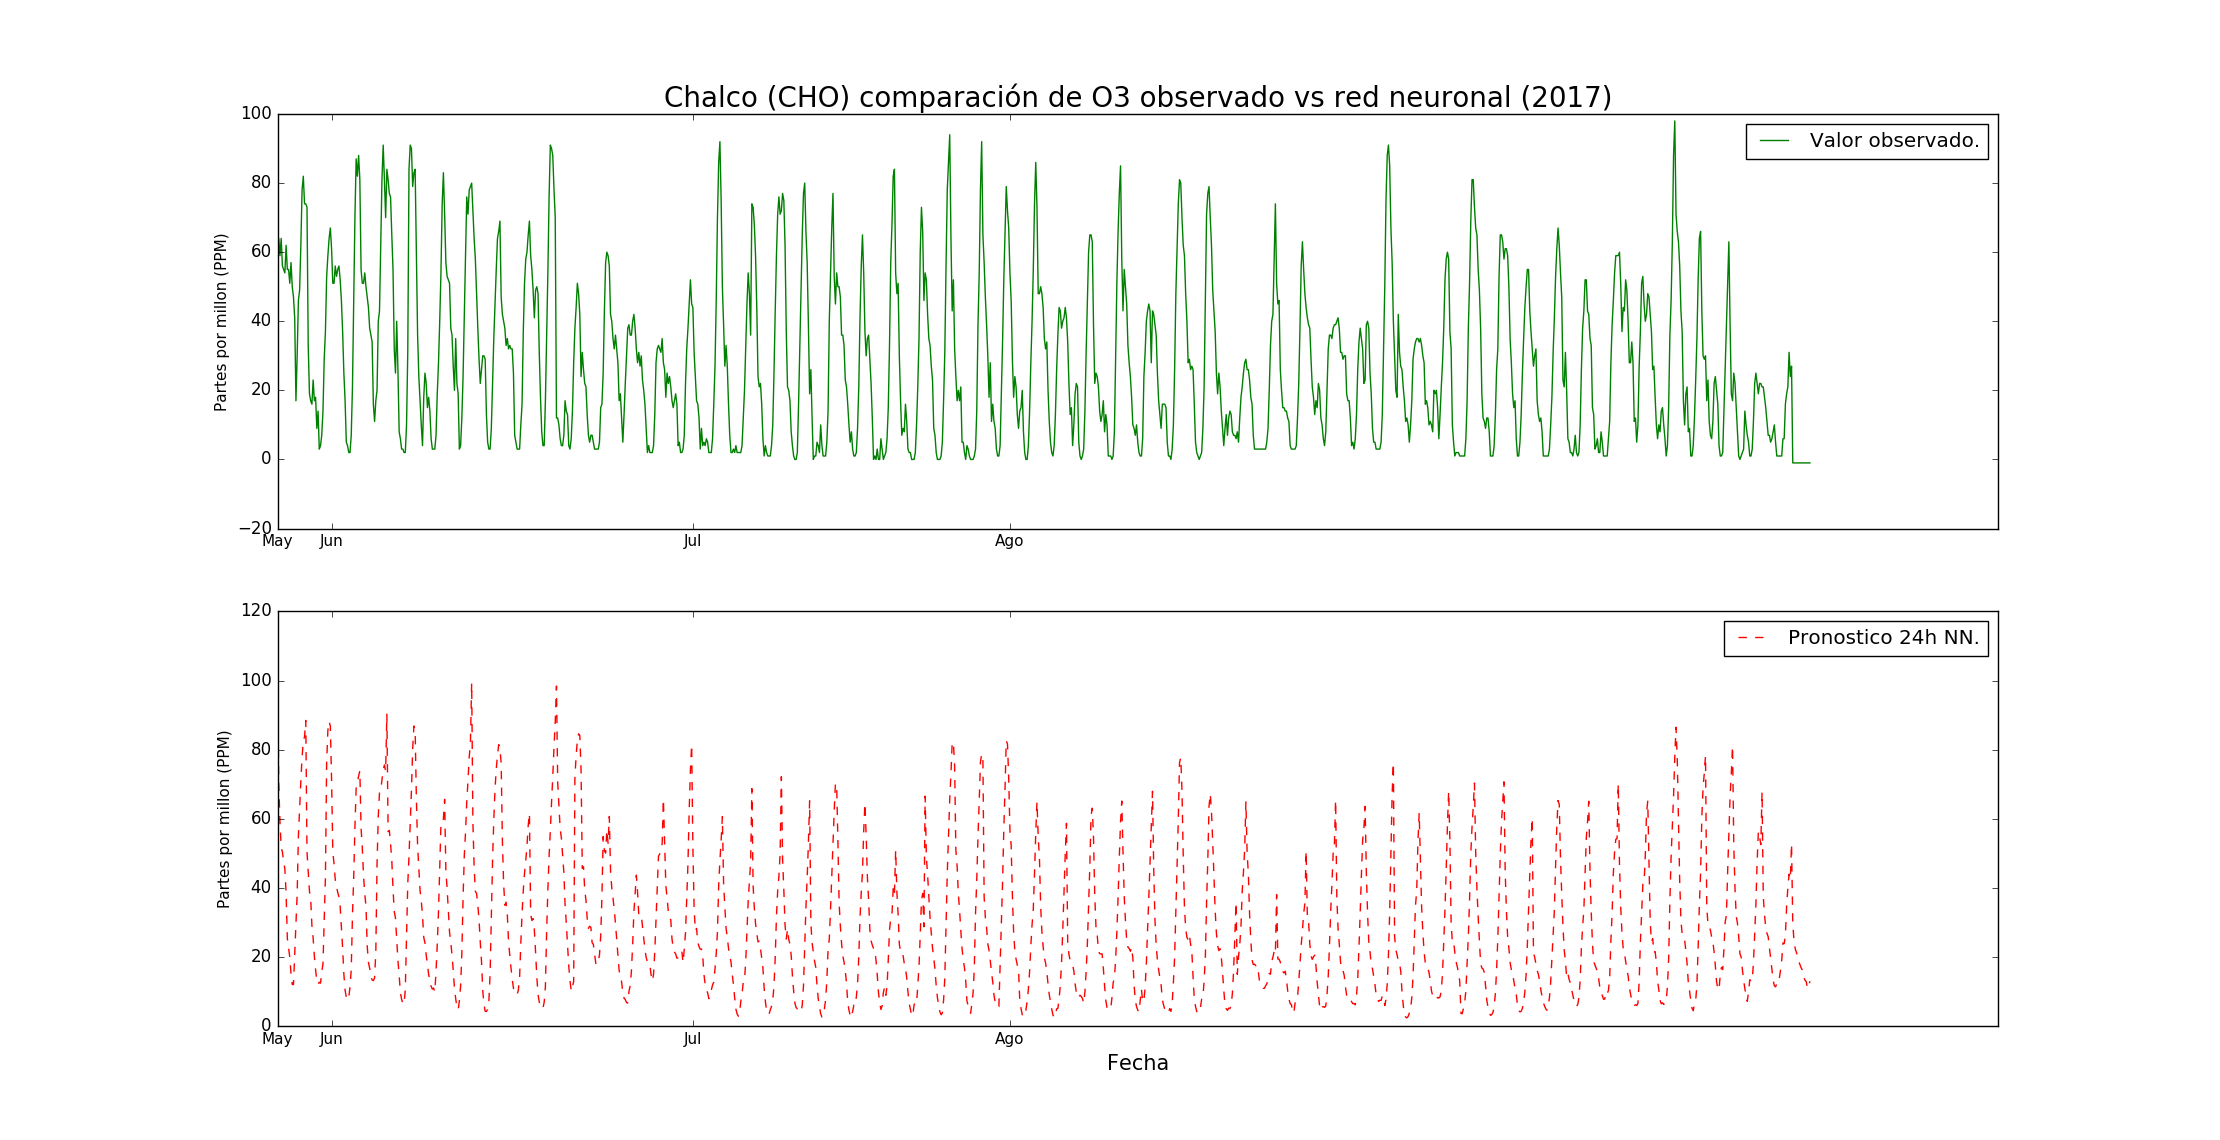 Chalco (CHO) comparación de O3 observado vs red neuronal (2017)
100
80
60
40
20
0
−20
Partes por millon (PPM)
Valor observado.
May Jun Jul Ago
120
100
80
60
40
20
0
Partes por millon (PPM)
Pronostico 24h NN.
May Jun Jul Ago
Fecha